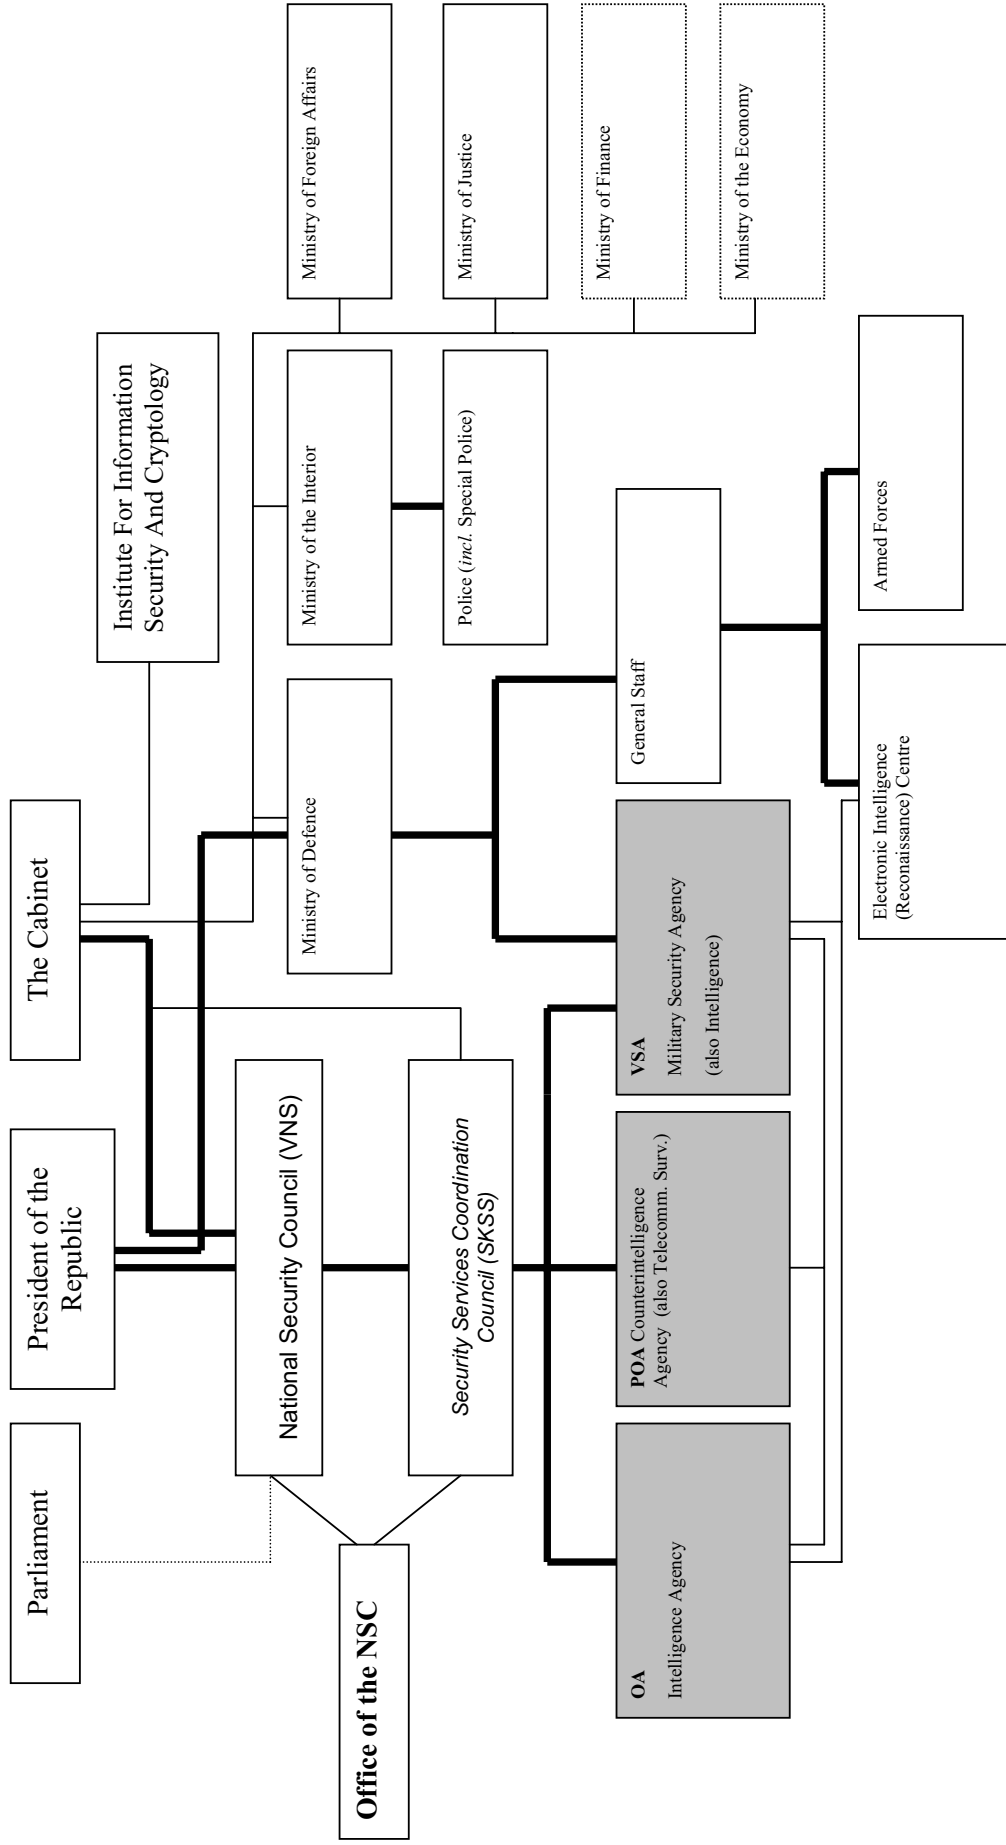 Parliament
President of the
Republic
The Cabinet
Institute For Information
Security And Cryptology
National Security Council (VNS)
Office of the NSC
Security Services Coordination
Council (SKSS)
Ministry of Defence
Ministry of the Interior
Ministry of Foreign Affairs
Police (incl. Special Police)
Ministry of Justice
Ministry of Finance
Ministry of the Economy
OA
Intelligence Agency
POA Counterintelligence
Agency (also Telecomm. Surv.)
VSA
Military Security Agency
(also Intelligence)
General Staff
Electronic Intelligence
(Reconaissance) Centre
Armed Forces